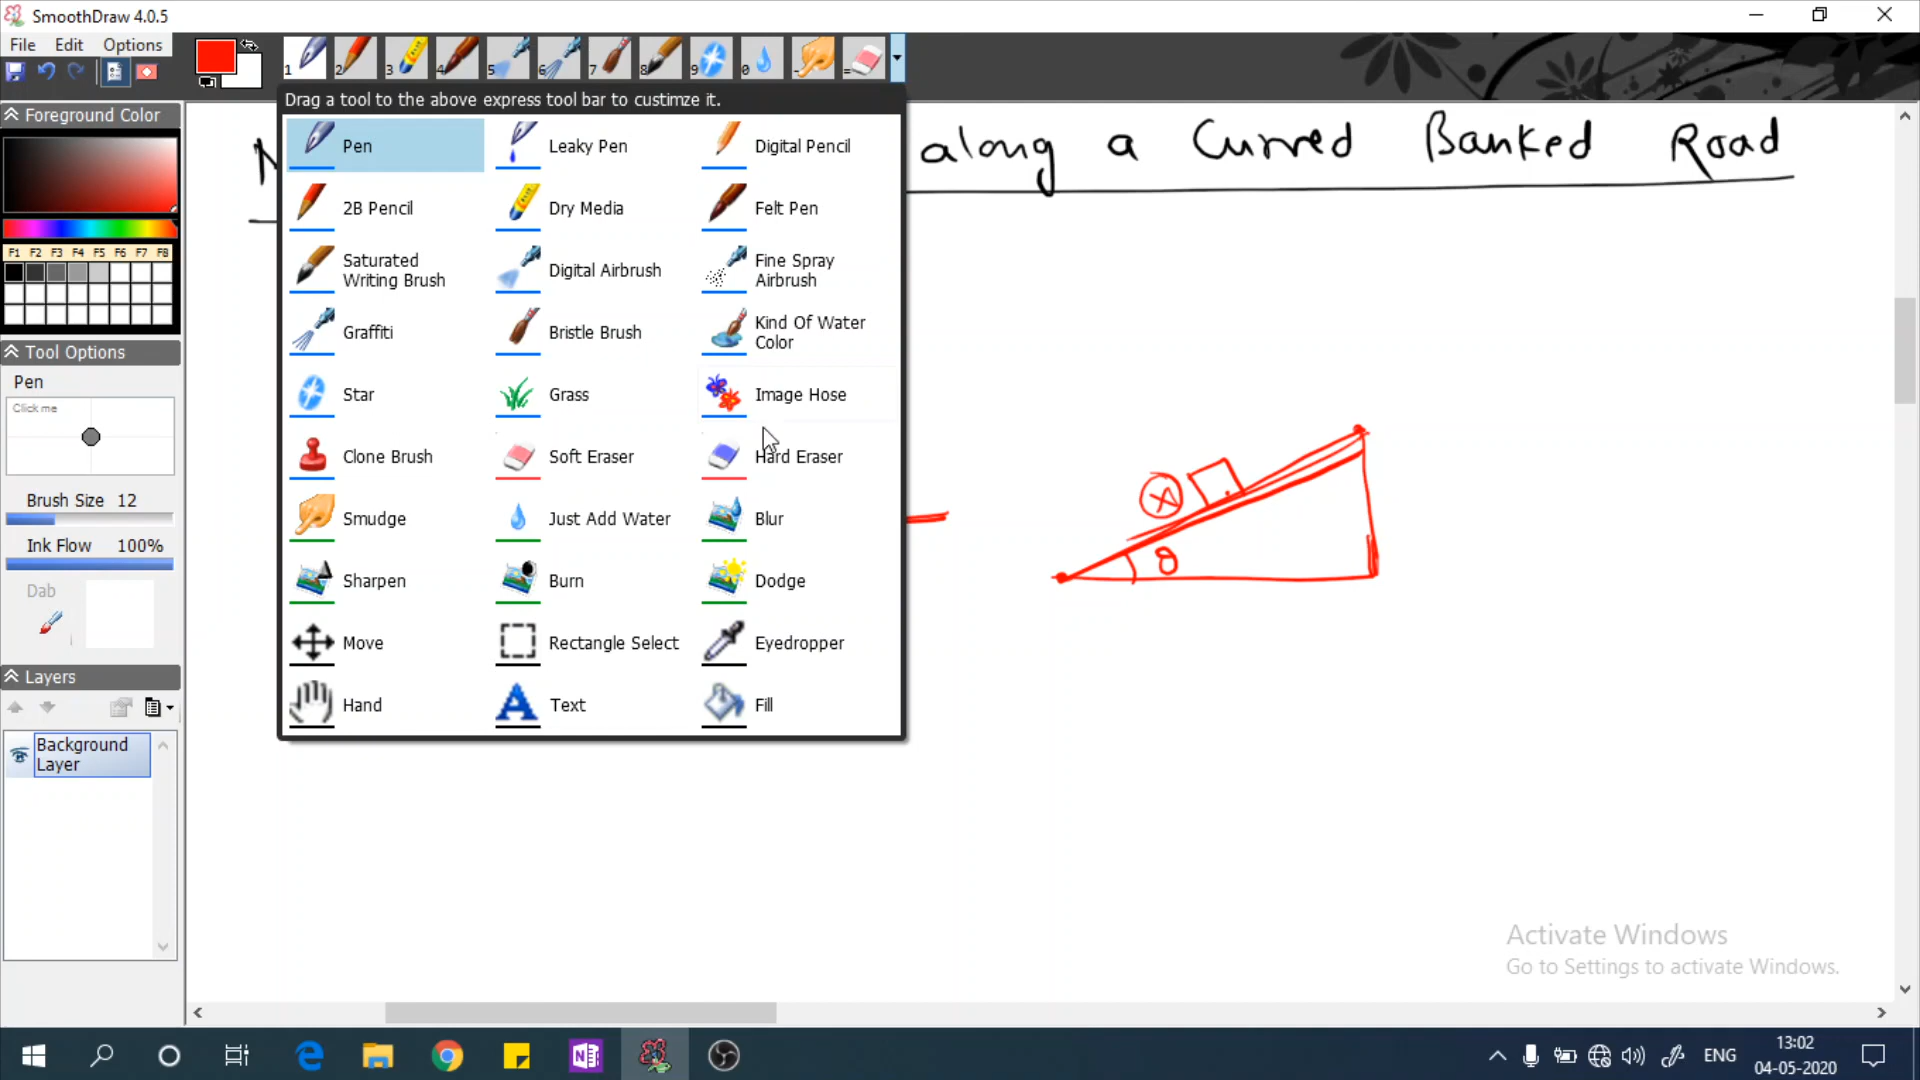 SmoothDraw 4.0.5
File Edit Options
1 2 3 4 5 6 7 8 9 0 - =
Drag a tool to the above express tool bar to custimze it.
along a Curved Banked Road
Foreground Color
F1 F2 F3 F4 F5 F6 F7 F8
Tool Options
Pen
Click me
Brush Size 12
Ink Flow 100%
Dab
Layers
Background
Layer
Pen Leaky Pen Digital Pencil
2B Pencil Dry Media Felt Pen
Saturated
Writing Brush Digital Airbrush Fine Spray
Airbrush
Graffiti Bristle Brush Kind Of Water
Color
Star Grass Image Hose
Clone Brush Soft Eraser Hard Eraser
Smudge Just Add Water Blur
Sharpen Burn Dodge
Move Rectangle Select Eyedropper
Hand Text Fill
θ
Activate Windows
Go to Settings to activate Windows.
ENG
13:02
04-05-2020